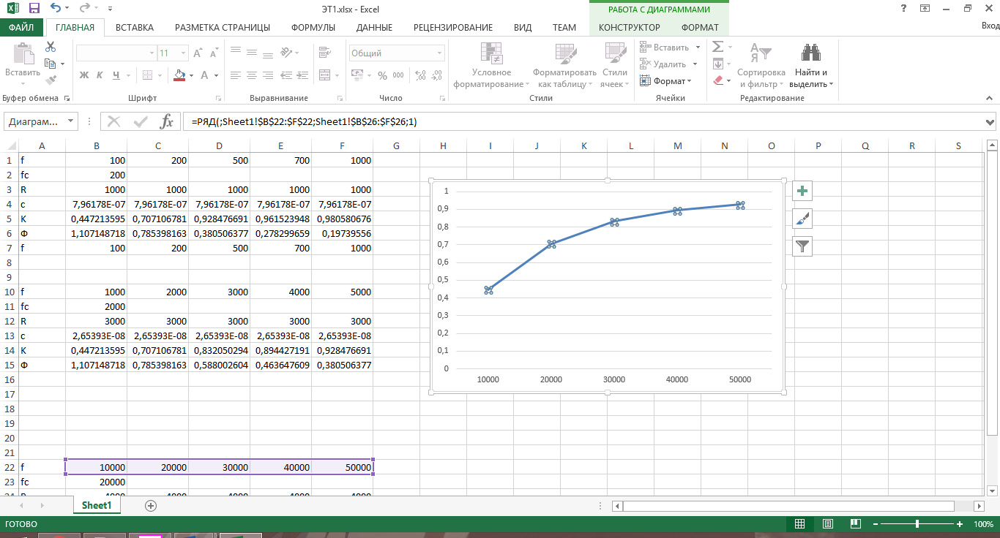 ЭТ1.xlsx - Excel
РАБОТА С ДИАГРАММАМИ
ФАЙЛ ГЛАВНАЯ ВСТАВКА РАЗМЕТКА СТРАНИЦЫ ФОРМУЛЫ ДАННЫЕ РЕЦЕНЗИРОВАНИЕ ВИД TEAM КОНСТРУКТОР ФОРМАТ Вход
Вставить
Буфер обмена
11
Ж К Ч
Шрифт
Выравнивание
Общий
% 000
Число
Условное форматирование
Форматировать как таблицу
Стили ячеек
Стили
Вставить
Удалить
Формат
Ячейки
Сортировка и фильтр
Найти и выделить
Редактирование
Диаграм... fx =РЯД(;Sheet1!$B$22:$F$22;Sheet1!$B$26:$F$26;1)
A B C D E F G H I J K L M N O P Q R S
1 f 100 200 500 700 1000
2 fc 200
3 R 1000 1000 1000 1000 1000
4 c 7,96178E-07 7,96178E-07 7,96178E-07 7,96178E-07 7,96178E-07
5 K 0,447213595 0,707106781 0,928476691 0,961523948 0,980580676
6 Ф 1,107148718 0,785398163 0,380506377 0,278299659 0,19739556
7 f 100 200 500 700 1000
8
9
10 f 1000 2000 3000 4000 5000
11 fc 2000
12 R 3000 3000 3000 3000 3000
13 c 2,65393E-08 2,65393E-08 2,65393E-08 2,65393E-08 2,65393E-08
14 K 0,447213595 0,707106781 0,832050294 0,894427191 0,928476691
15 Ф 1,107148718 0,785398163 0,588002604 0,463647609 0,380506377
16
17
18
19
20
21
22 f 10000 20000 30000 40000 50000
23 fc 20000
1
0,9
0,8
0,7
0,6
0,5
0,4
0,3
0,2
0,1
0
10000 20000 30000 40000 50000
Sheet1
ГОТОВО
100%